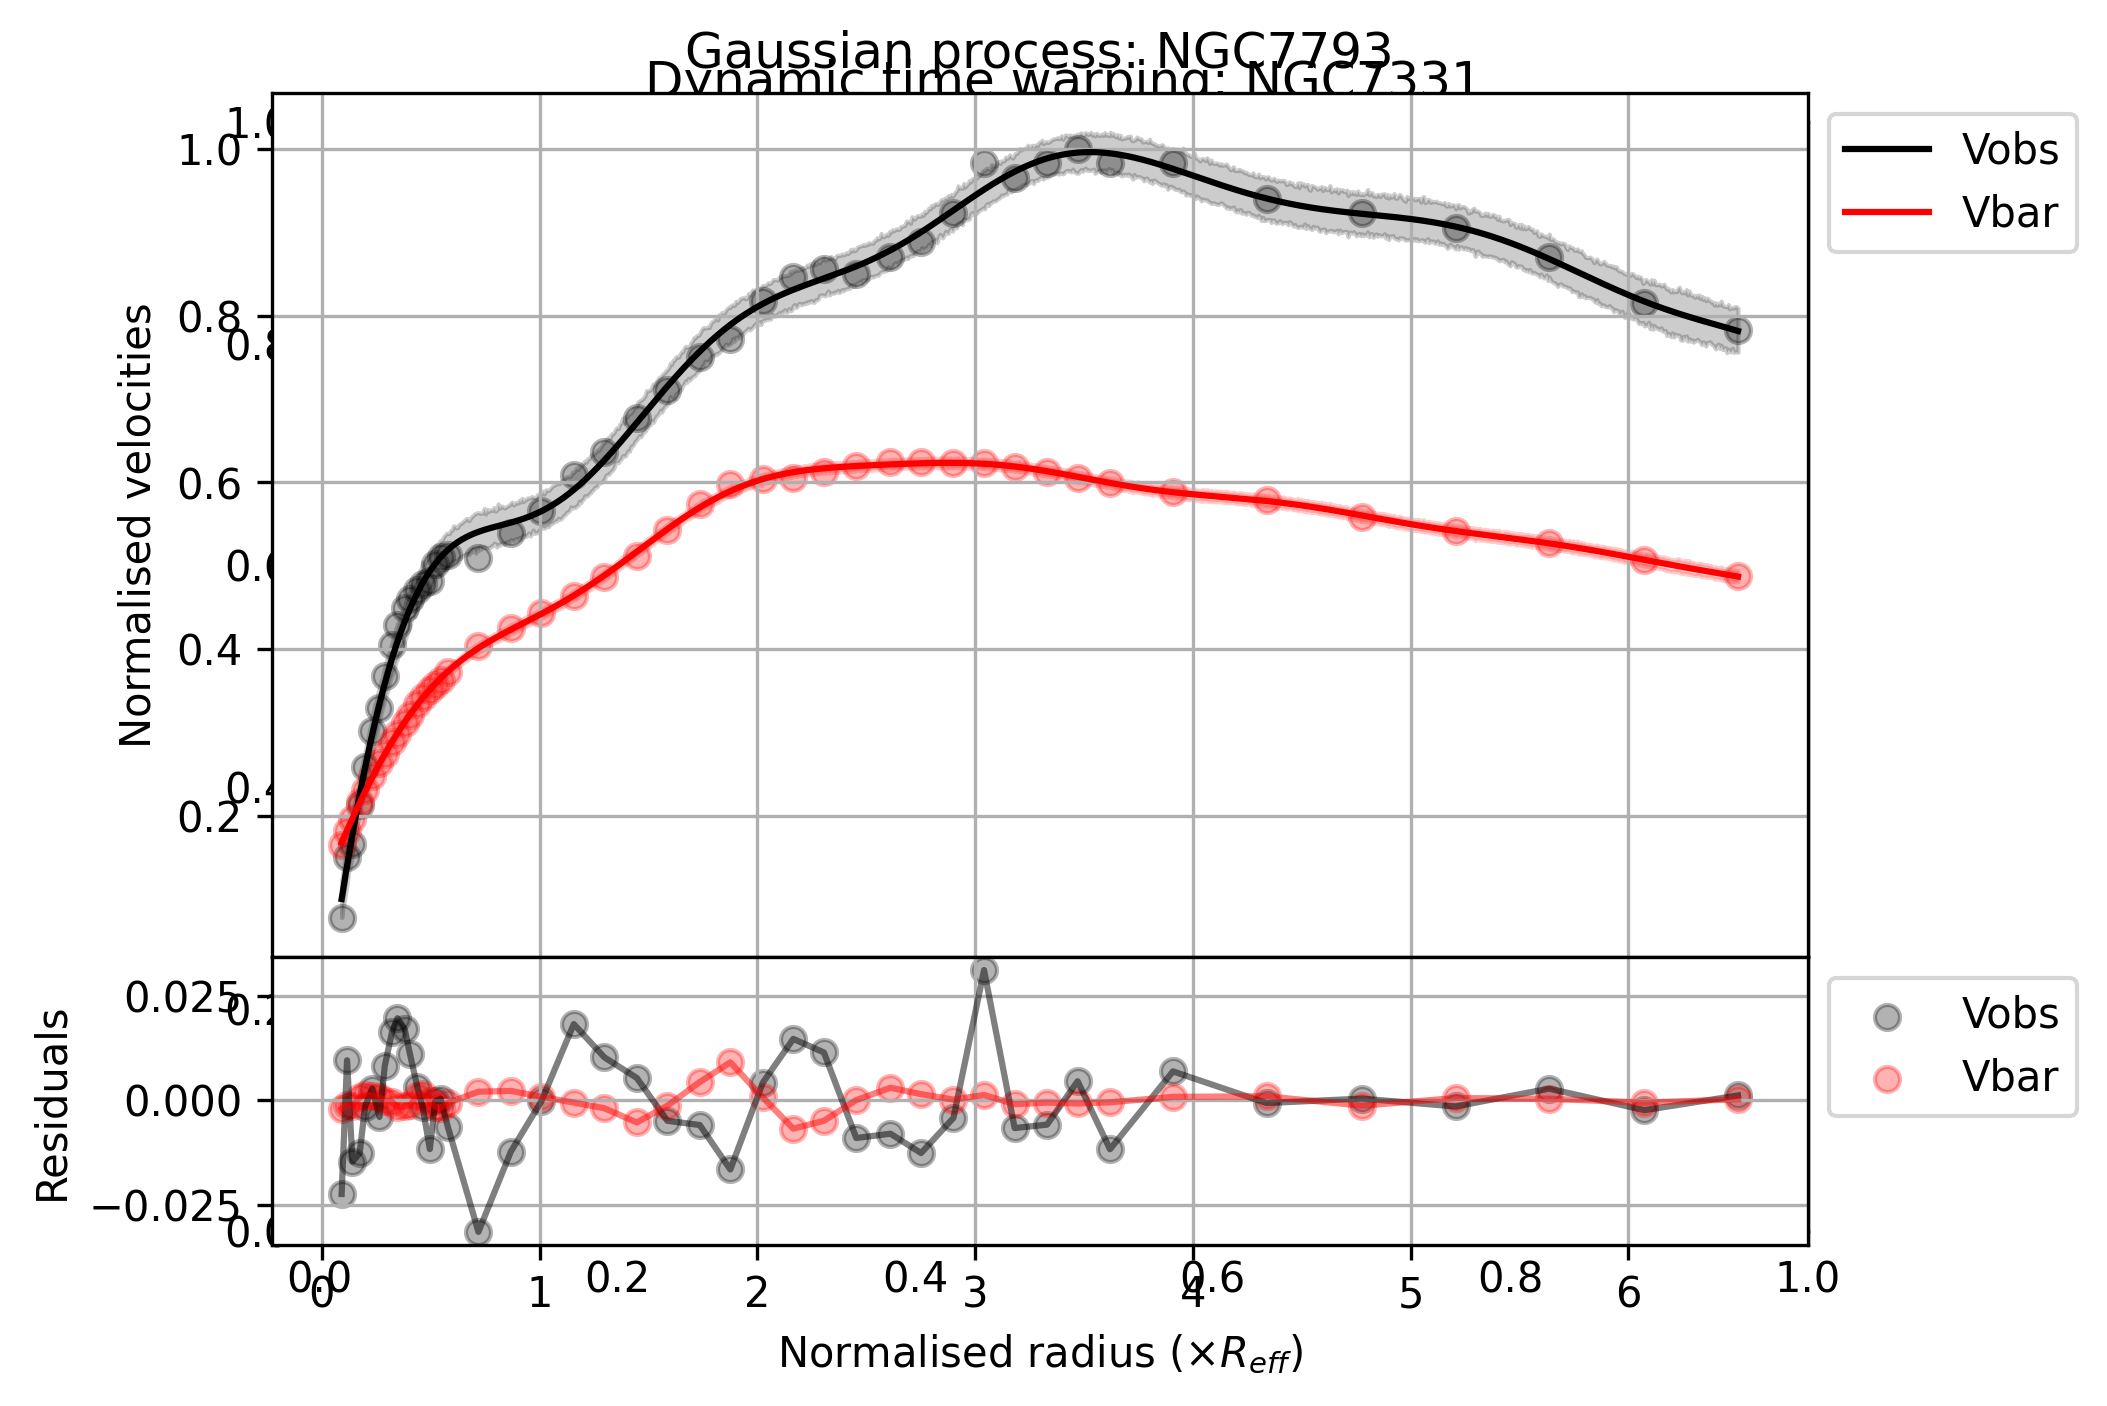 Gaussian process: NGC7793
Dynamic time warping: NGC7331
Normalised velocities
1.0
0.8
0.6
0.4
0.2
Vobs
Vbar
Residuals
0.025
0.000
−0.025
Vobs
Vbar
0.0 0.2 0.4 0.6 0.8 1.0
0 1 2 3 4 5 6
Normalised radius (×R_eff)